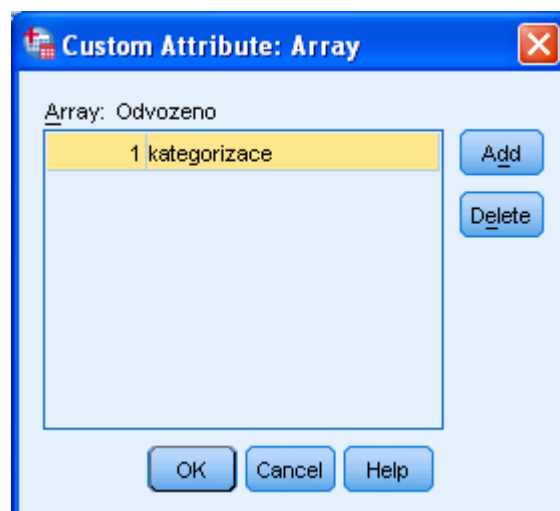 Custom Attribute: Array
Array: Odvozeno
1 kategorizace
Add
Delete
OK Cancel Help